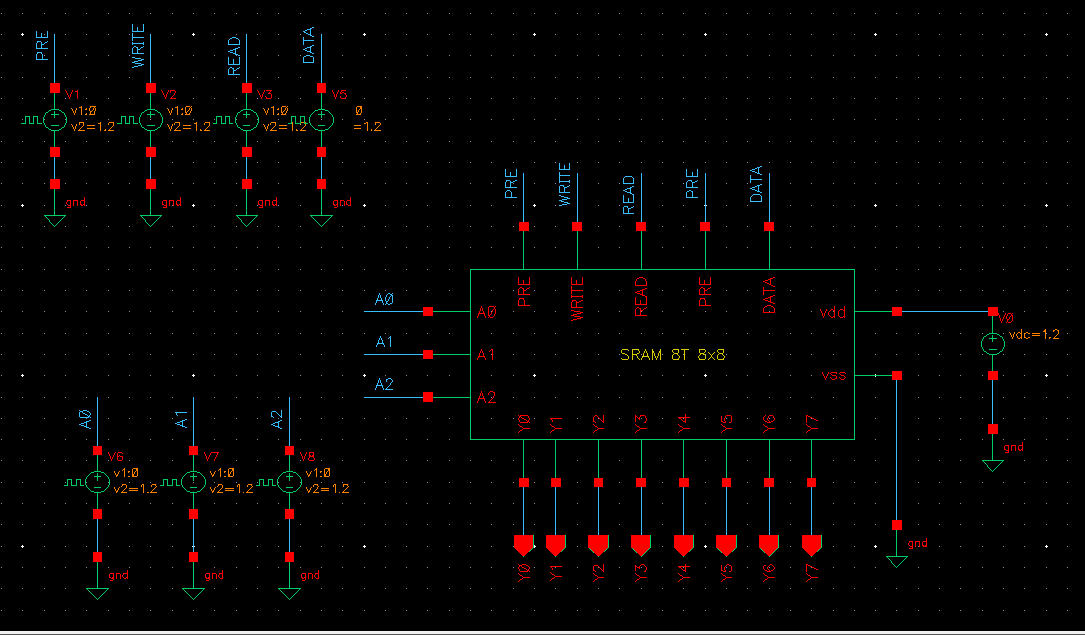 PRE
WRITE
READ
DATA
V1
v1:0
v2=1.2
V2
v1:0
v2=1.2
V3
v1:0
v2=1.2
V5
0
=1.2
gnd
gnd
gnd
gnd
PRE
WRITE
READ
PRE
DATA
PRE
WRITE
READ
PRE
DATA
A0
A1
A2
A0
A1
A2
SRAM 8T 8x8
vdd
vss
V0
vdc=1.2
gnd
gnd
Y0
Y1
Y2
Y3
Y4
Y5
Y6
Y7
Y0
Y1
Y2
Y3
Y4
Y5
Y6
Y7
A0
A1
A2
V6
v1:0
v2=1.2
V7
v1:0
v2=1.2
V8
v1:0
v2=1.2
gnd
gnd
gnd